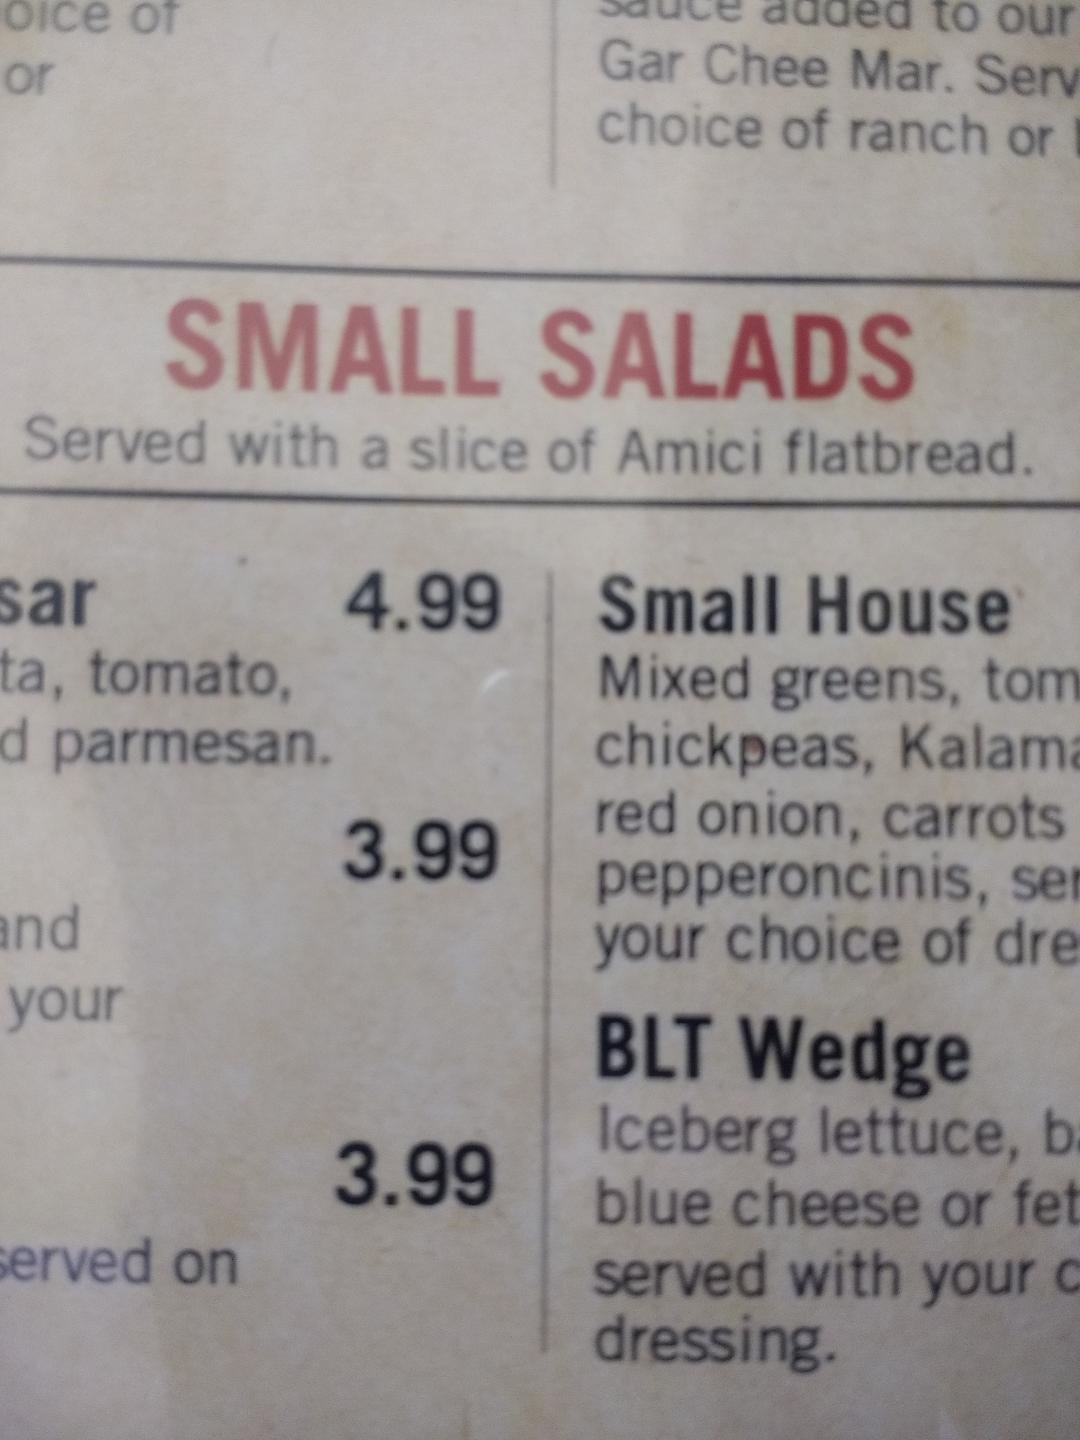 oice of
or
sauce added to our
Gar Chee Mar. Serv
choice of ranch or
SMALL SALADS
Served with a slice of Amici flatbread.
sar 4.99
ta, tomato,
d parmesan.
3.99
and
your
3.99
served on
Small House
Mixed greens, tom
chickpeas, Kalama
red onion, carrots
pepperoncinis, ser
your choice of dre
BLT Wedge
Iceberg lettuce, ba
blue cheese or fet
served with your c
dressing.